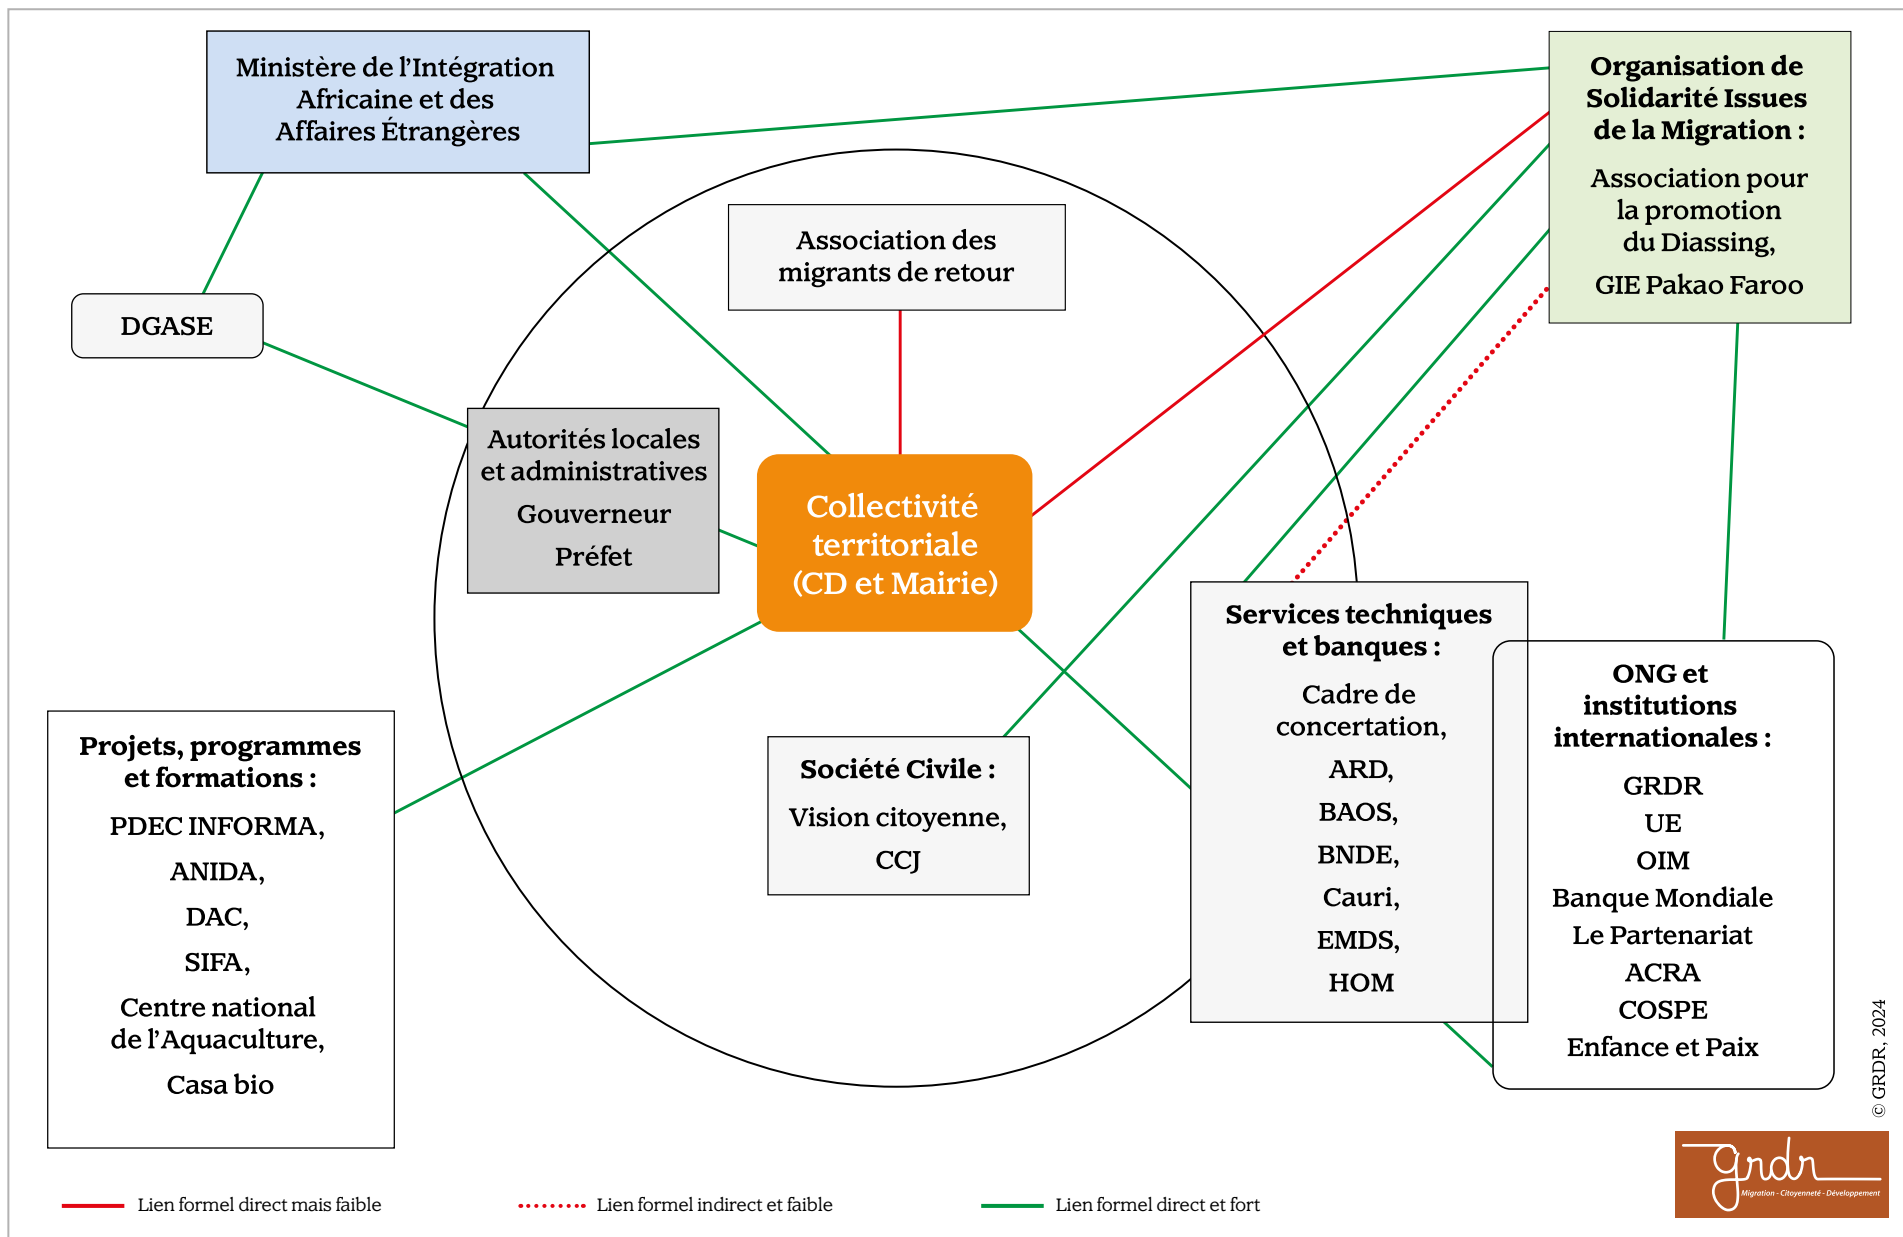 Ministère de l'Intégration
Africaine et des
Affaires Étrangères
Organisation de
Solidarité Issues
de la Migration :
Association pour
la promotion
du Diassing,
GIE Pakao Faroo
Association des
migrants de retour
DGASE
Autorités locales
et administratives
Gouverneur
Préfet
Collectivité
territoriale
(CD et Mairie)
Services techniques
et banques :
Cadre de
concertation,
ARD,
BAOS,
BNDE,
Cauri,
EMDS,
HOM
ONG et
institutions
internationales :
GRDR
UE
OIM
Banque Mondiale
Le Partenariat
ACRA
COSPE
Enfance et Paix
Projets, programmes
et formations :
PDEC INFORMA,
ANIDA,
DAC,
SIFA,
Centre national
de l'Aquaculture,
Casa bio
Société Civile :
Vision citoyenne,
CCJ
© GRDR, 2024
grdr
Migration - Citoyenneté - Développement
Lien formel direct mais faible
Lien formel indirect et faible
Lien formel direct et fort